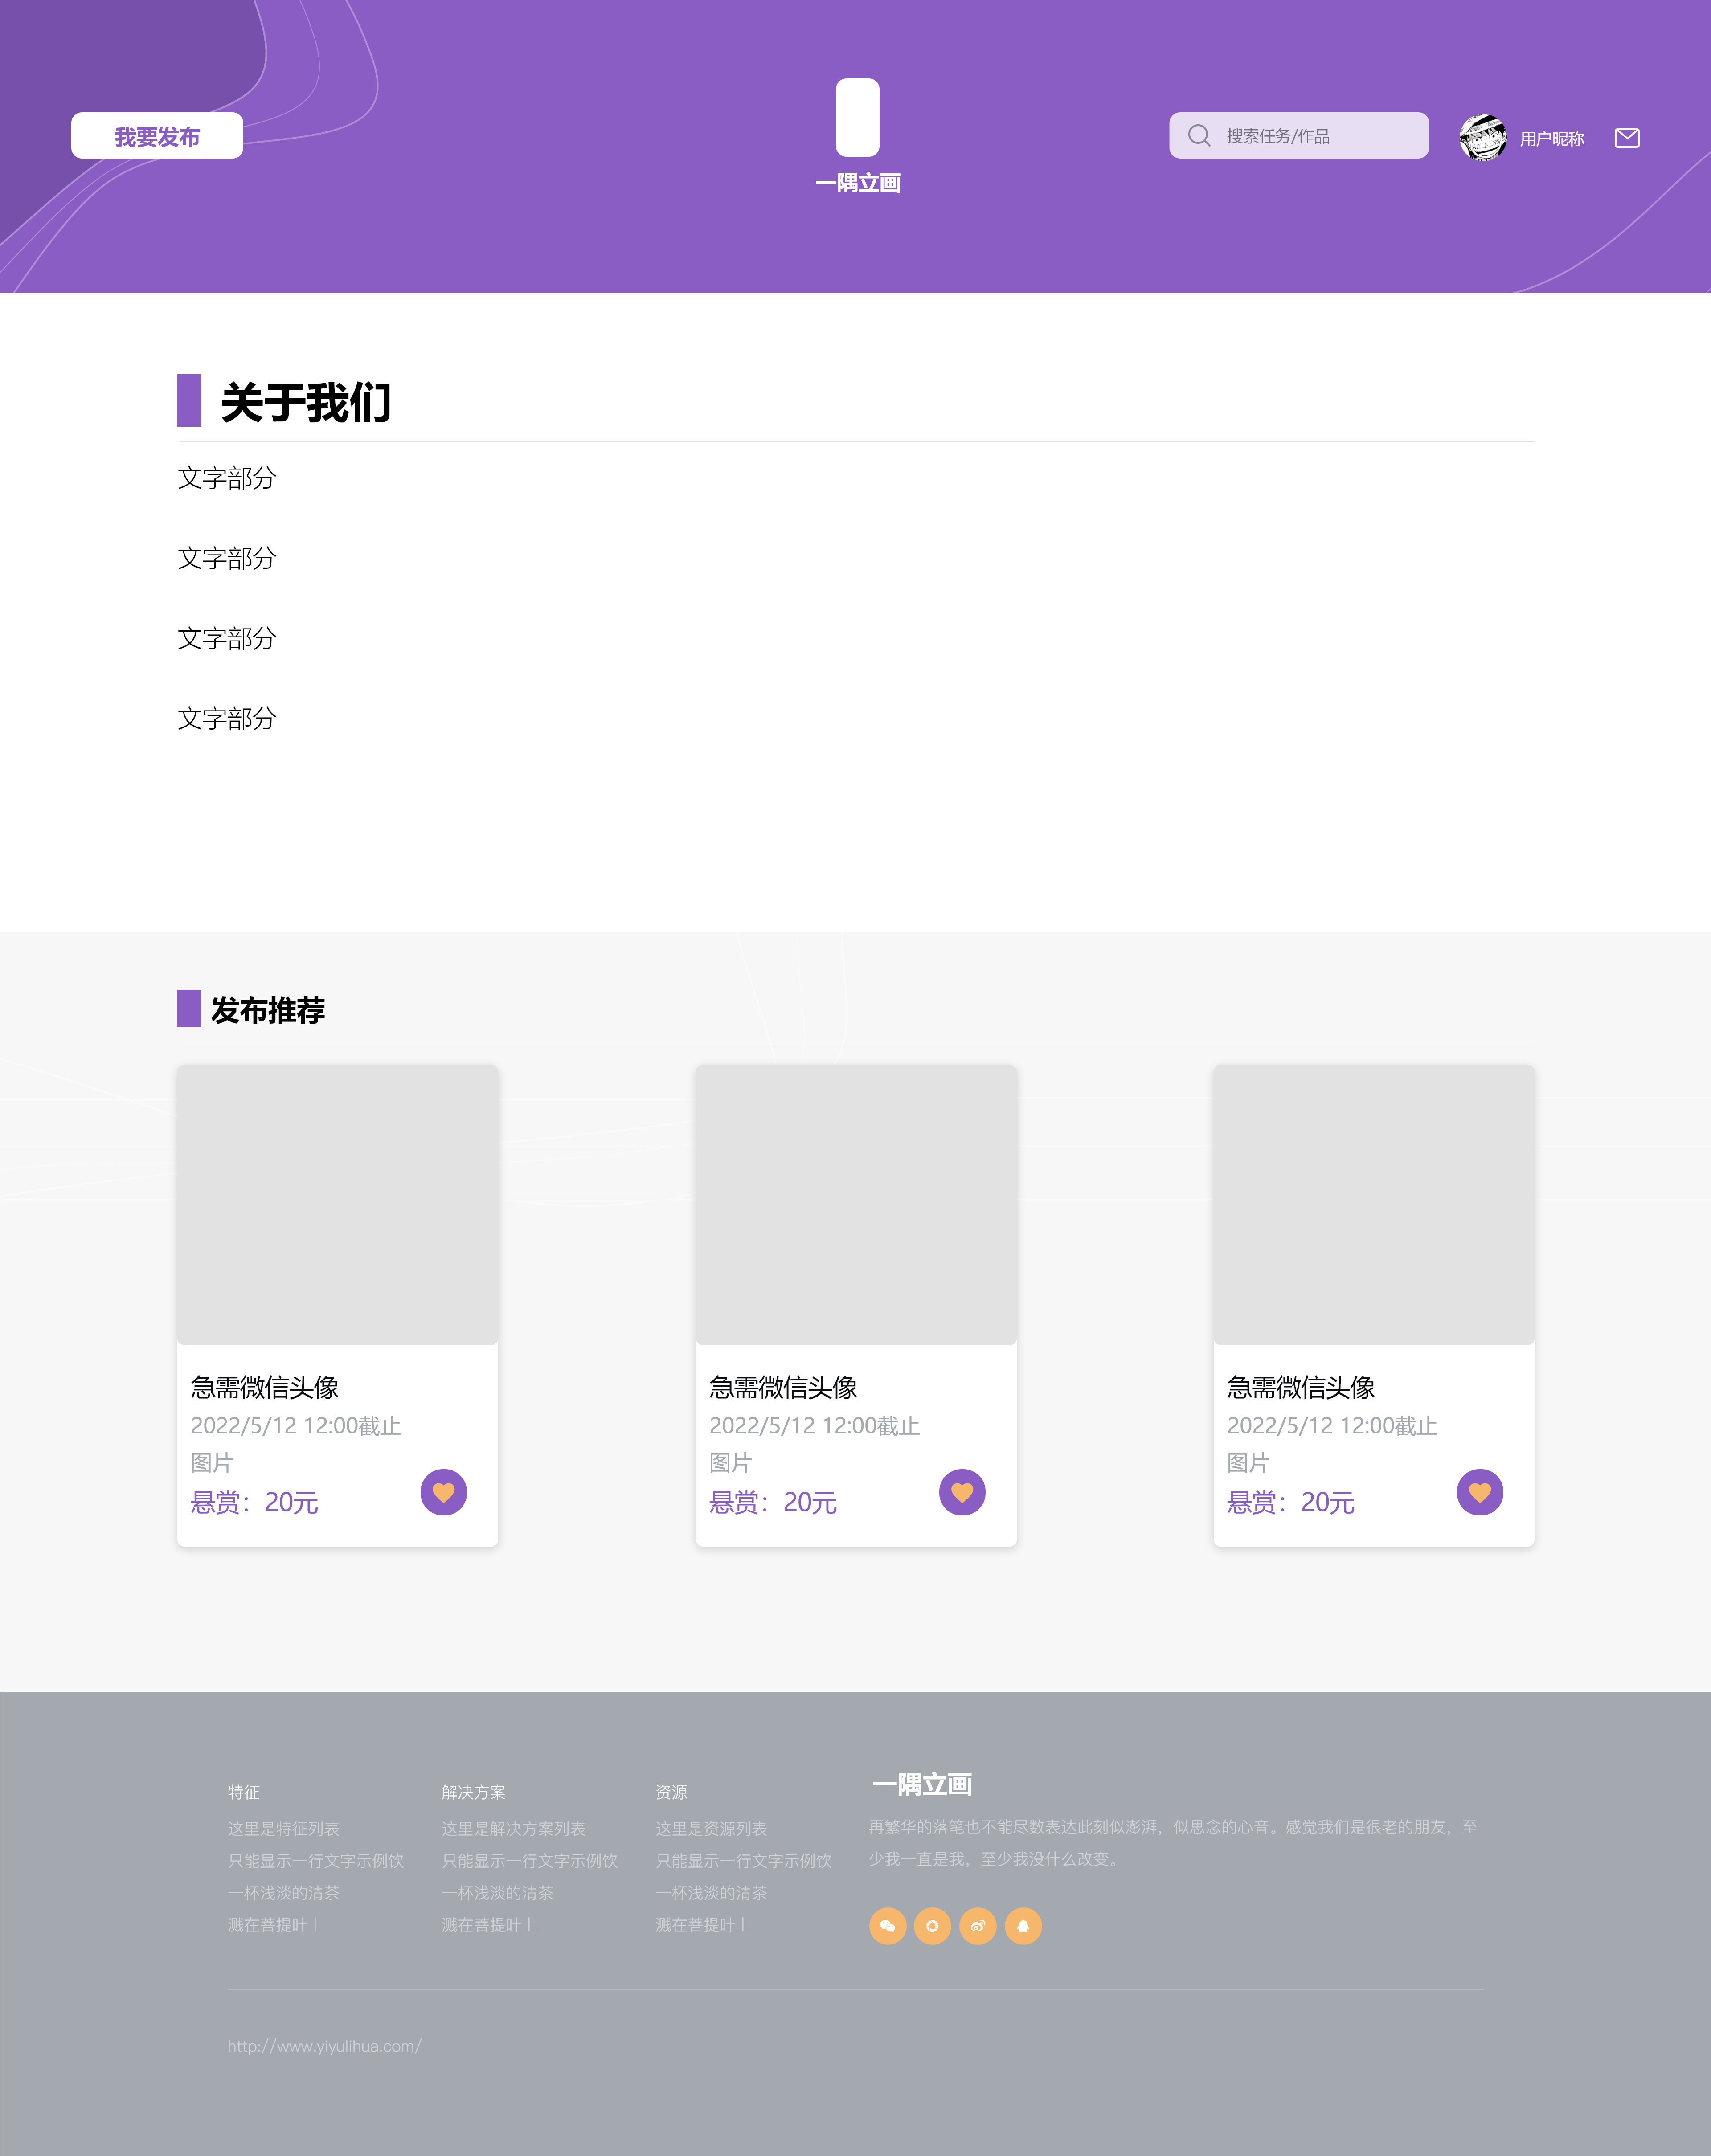 我要发布
一隅立画
搜索任务/作品
用户昵称
关于我们
文字部分
文字部分
文字部分
文字部分
发布推荐
急需微信头像
2022/5/12 12:00截止
图片
悬赏：20元
急需微信头像
2022/5/12 12:00截止
图片
悬赏：20元
急需微信头像
2022/5/12 12:00截止
图片
悬赏：20元
特征
这里是特征列表
只能显示一行文字示例饮
一杯浅淡的清茶
溅在菩提叶上
解决方案
这里是解决方案列表
只能显示一行文字示例饮
一杯浅淡的清茶
溅在菩提叶上
资源
这里是资源列表
只能显示一行文字示例饮
一杯浅淡的清茶
溅在菩提叶上
一隅立画
再繁华的落笔也不能尽数表达此刻似澎湃，似思念的心音。感觉我们是很老的朋友，至
少我一直是我，至少我没什么改变。
http://www.yiyulihua.com/